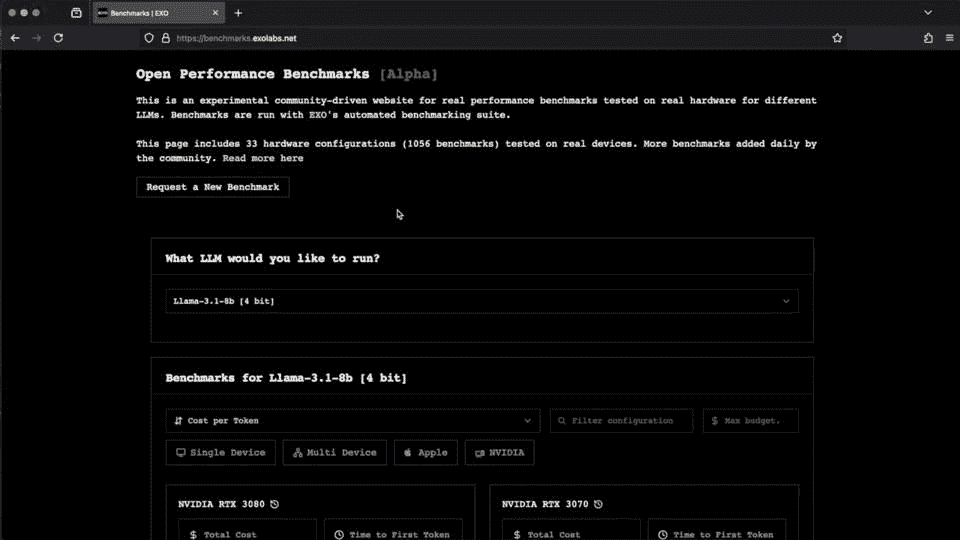 Benchmarks | EXO
https://benchmarks.exolabs.net
Open Performance Benchmarks [Alpha]
This is an experimental community-driven website for real performance benchmarks tested on real hardware for different
LLMs. Benchmarks are run with EXO's automated benchmarking suite.
This page includes 33 hardware configurations (1056 benchmarks) tested on real devices. More benchmarks added daily by
the community. Read more here
Request a New Benchmark
What LLM would you like to run?
Llama-3.1-8b [4 bit]
Benchmarks for Llama-3.1-8b [4 bit]
Cost per Token
Filter configuration
$ Max budget.
Single Device
Multi Device
Apple
NVIDIA
NVIDIA RTX 3080
NVIDIA RTX 3070
$ Total Cost
Time to First Token
$ Total Cost
Time to First Token